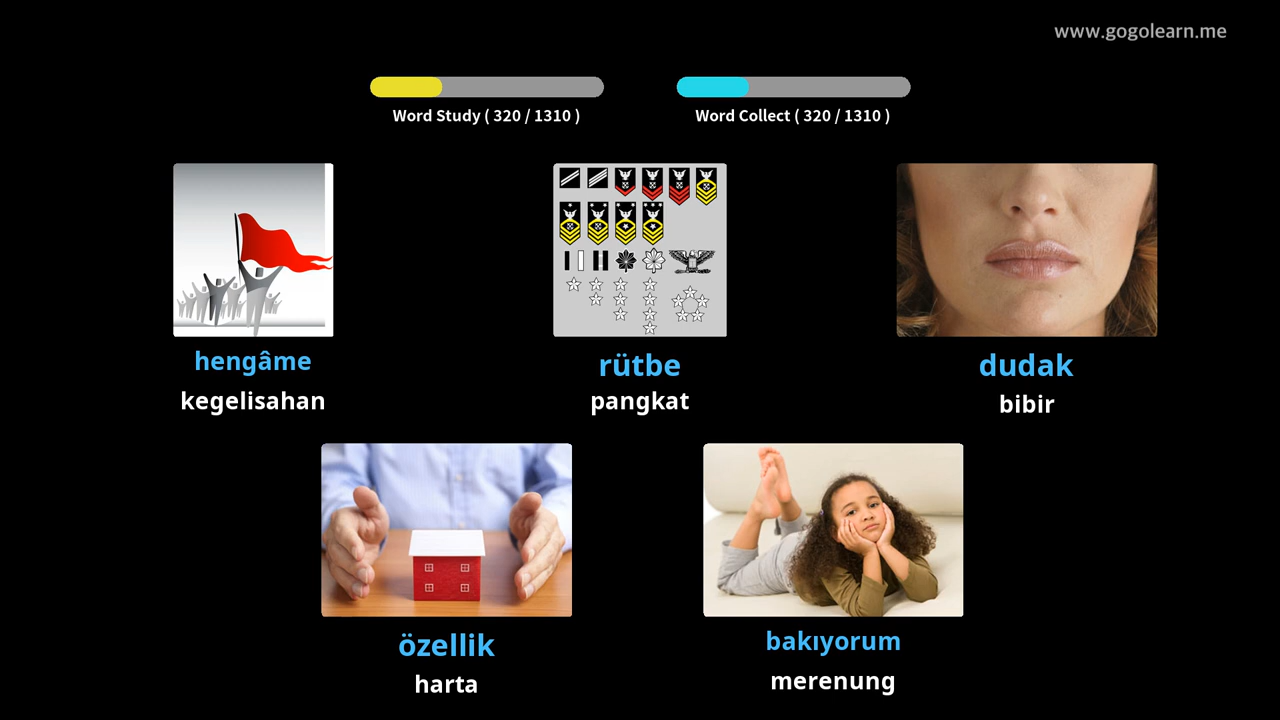 www.gogolearn.me
Word Study ( 320 / 1310 )
Word Collect ( 320 / 1310 )
hengâme
kegelisahan
rütbe
pangkat
dudak
bibir
özellik
harta
bakıyorum
merenung